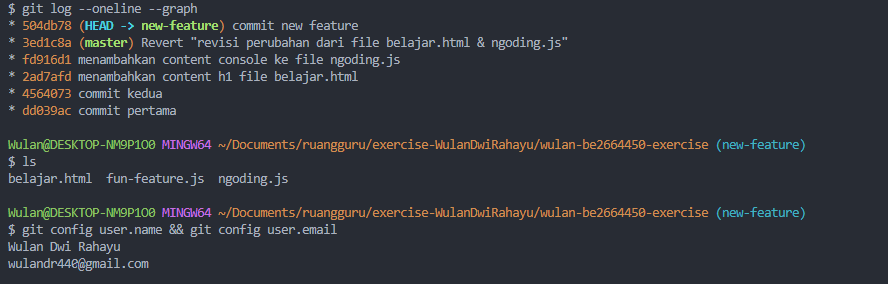 $ git log --oneline --graph
* 504db78 (HEAD -> new-feature) commit new feature
* 3ed1c8a (master) Revert "revisi perubahan dari file belajar.html & ngoding.js"
* fd916d1 menambahkan content console ke file ngoding.js
* 2ad7afd menambahkan content h1 file belajar.html
* 4564073 commit kedua
* dd039ac commit pertama
Wulan@DESKTOP-NM9P1O0 MINGW64 ~/Documents/ruangguru/exercise-WulanDwiRahayu/wulan-be2664450-exercise (new-feature)
$ ls
belajar.html  fun-feature.js  ngoding.js
Wulan@DESKTOP-NM9P1O0 MINGW64 ~/Documents/ruangguru/exercise-WulanDwiRahayu/wulan-be2664450-exercise (new-feature)
$ git config user.name && git config user.email
Wulan Dwi Rahayu
wulandr440@gmail.com